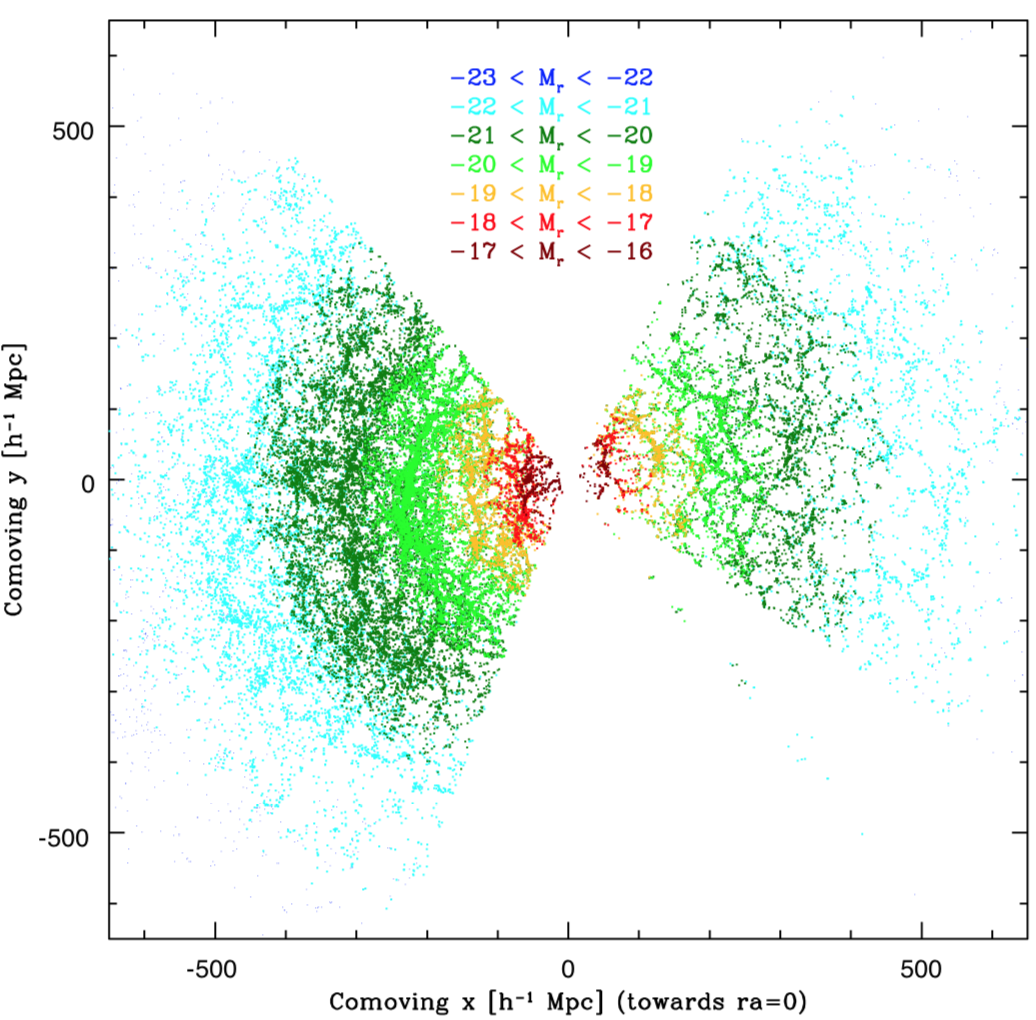 −23 < Mr < −22
−22 < Mr < −21
−21 < Mr < −20
−20 < Mr < −19
−19 < Mr < −18
−18 < Mr < −17
−17 < Mr < −16
500
0
-500
Comoving y [h⁻¹ Mpc]
-500 0 500
Comoving x [h⁻¹ Mpc] (towards ra=0)